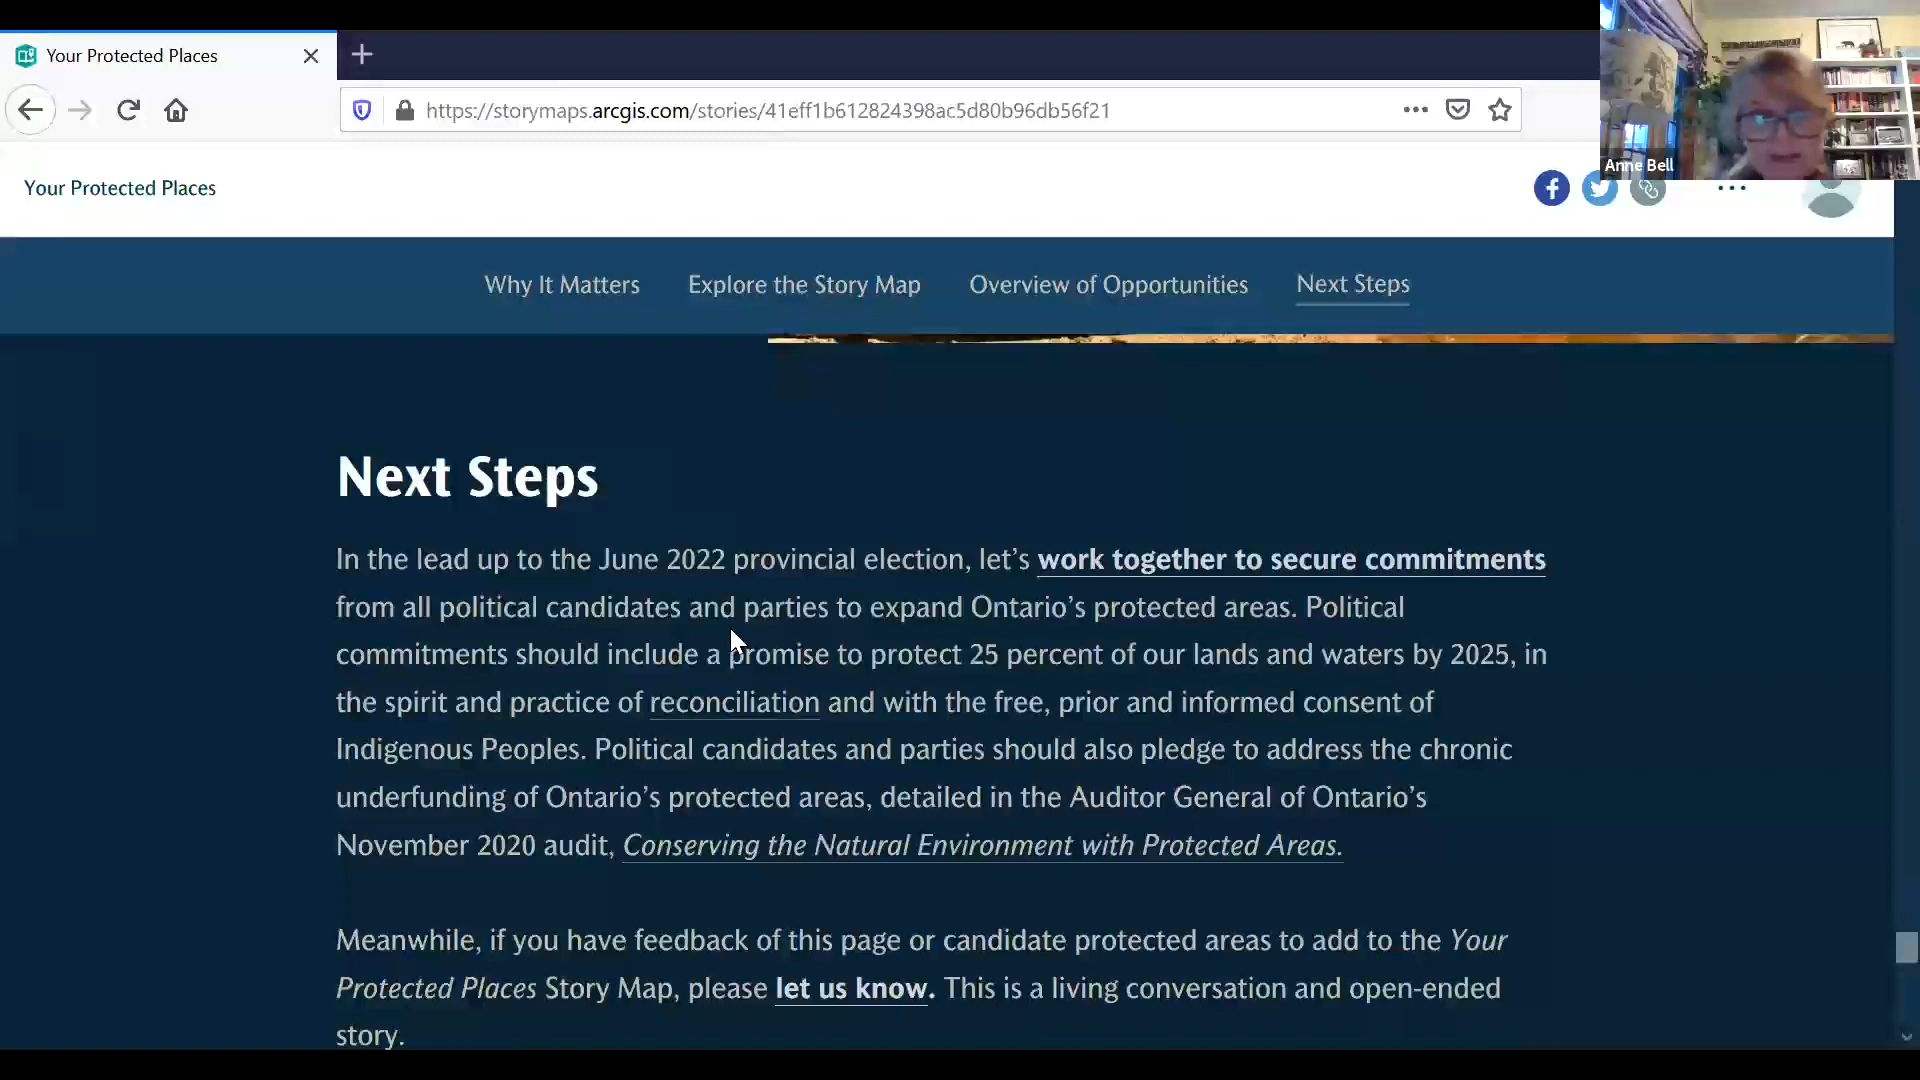 Your Protected Places
https://storymaps.arcgis.com/stories/41eff1b612824398ac5d80b96db56f21
Anne Bell
Your Protected Places
Why It Matters
Explore the Story Map
Overview of Opportunities
Next Steps
Next Steps
In the lead up to the June 2022 provincial election, let’s work together to secure commitments
from all political candidates and parties to expand Ontario’s protected areas. Political
commitments should include a promise to protect 25 percent of our lands and waters by 2025, in
the spirit and practice of reconciliation and with the free, prior and informed consent of
Indigenous Peoples. Political candidates and parties should also pledge to address the chronic
underfunding of Ontario’s protected areas, detailed in the Auditor General of Ontario’s
November 2020 audit, Conserving the Natural Environment with Protected Areas.
Meanwhile, if you have feedback of this page or candidate protected areas to add to the Your
Protected Places Story Map, please let us know. This is a living conversation and open-ended
story.